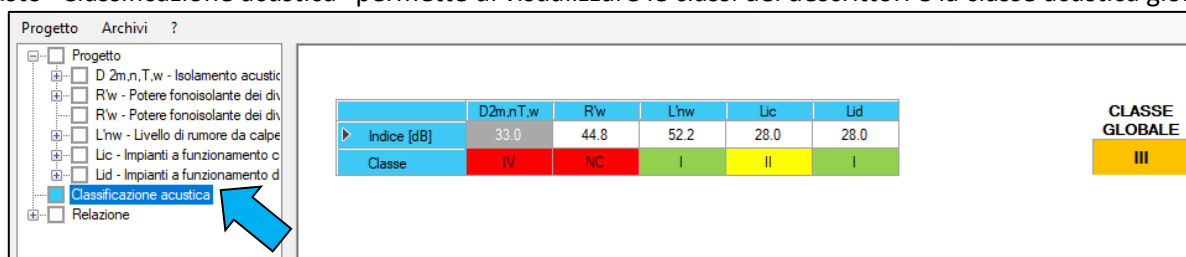 Progetto Archivi ?
Progetto
D 2m,n,T,w - Isolamento acustic
R'w - Potere fonoisolante dei div
R'w - Potere fonoisolante dei div
L'nw - Livello di rumore da calpe
Lic - Impianti a funzionamento c
Lid - Impianti a funzionamento d
Classificazione acustica
Relazione
D2m,nT,w R'w L'nw Lic Lid
Indice [dB] 33.0 44.8 52.2 28.0 28.0
Classe IV NC I II I
CLASSE
GLOBALE
III